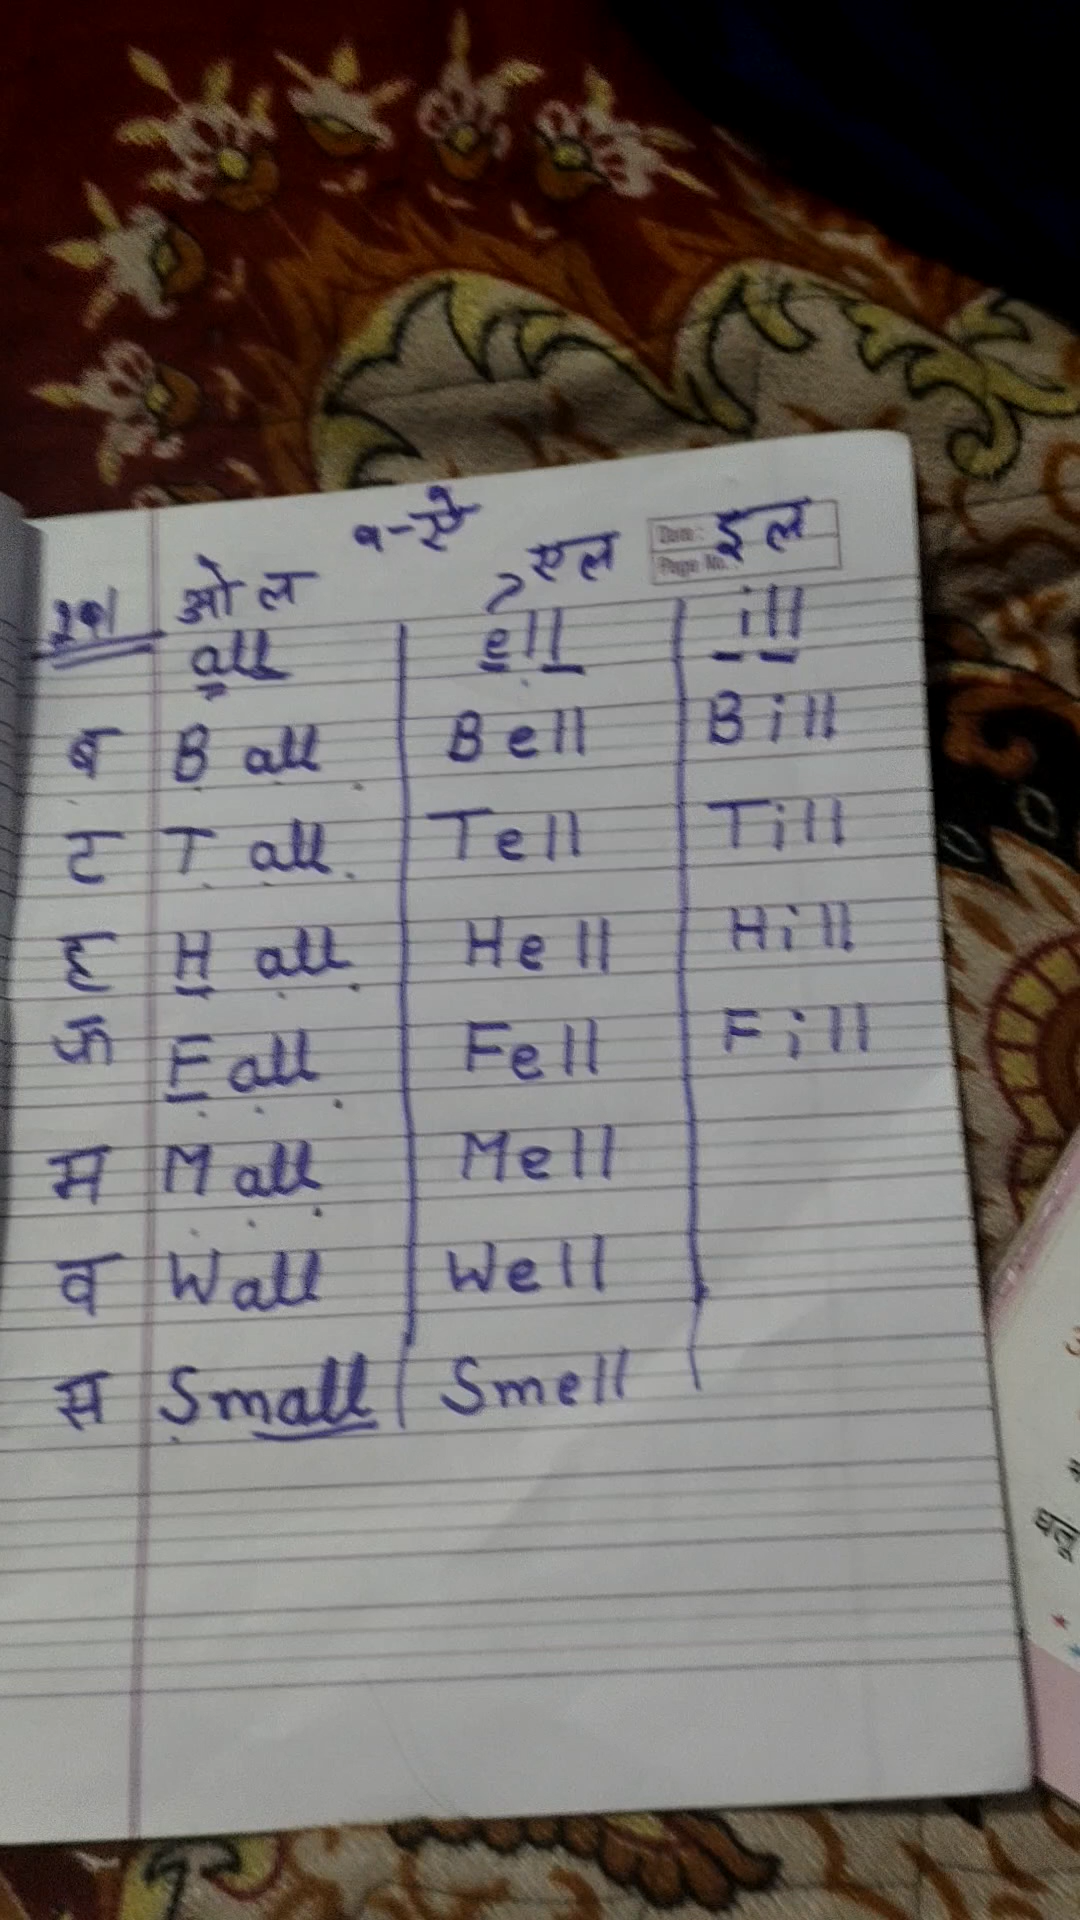 ओल एल इल
all ell ill
ब Ball Bell Bill
ट Tall Tell Till
ह Hall Hell Hill
फ Fall Fell Fill
म Mall Mell
व Wall Well
स Small Smell